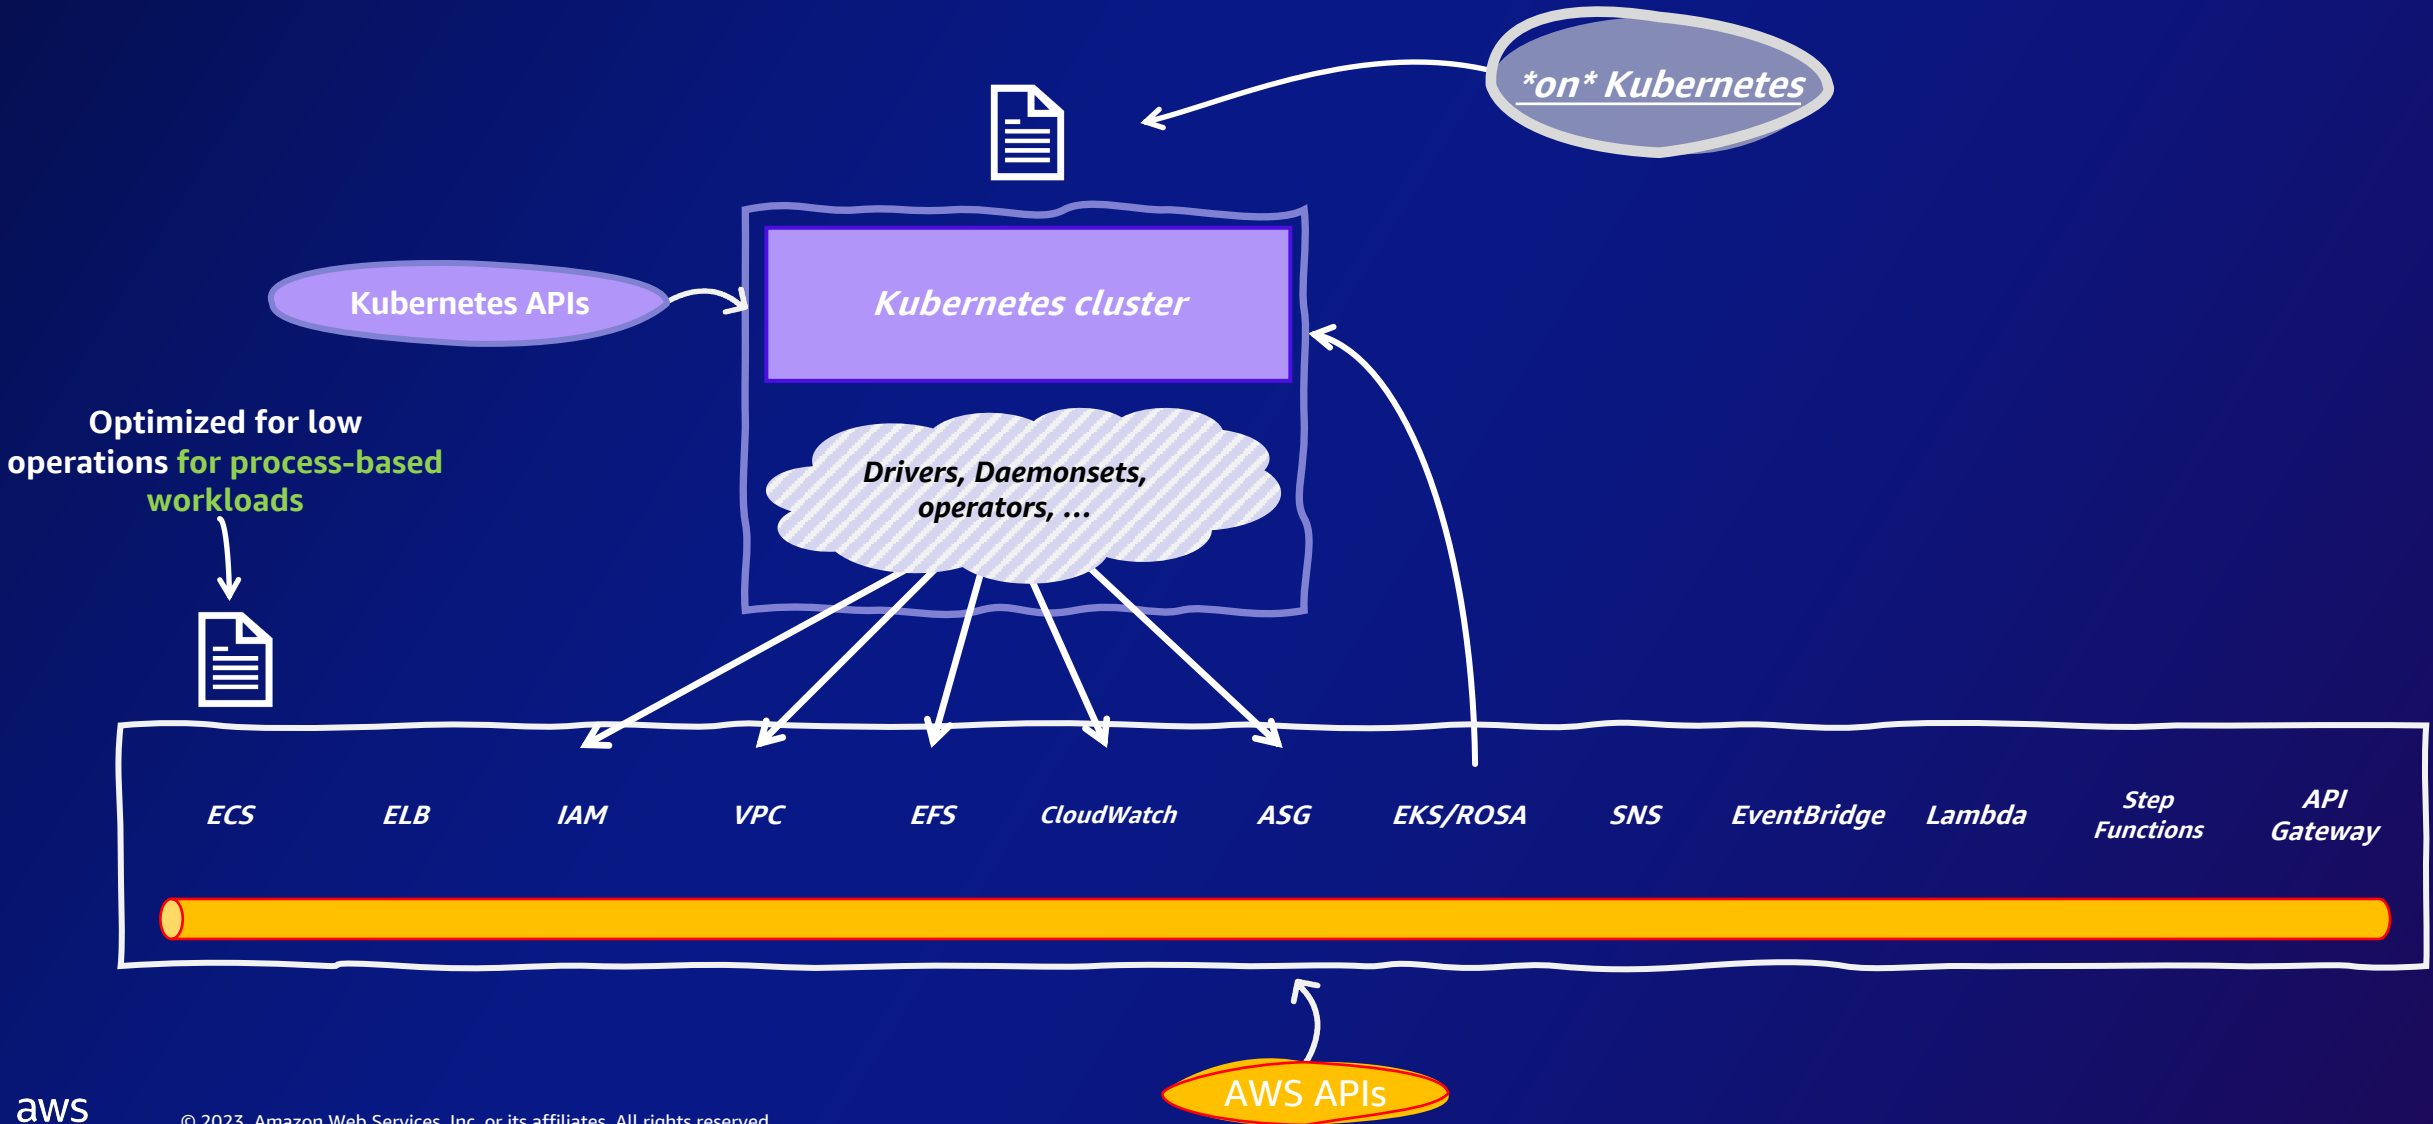 *on* Kubernetes
Kubernetes APIs
Kubernetes cluster
Optimized for low
operations for process-based
workloads
Drivers, Daemonsets,
operators, ...
ECS
ELB
IAM
VPC
EFS
CloudWatch
ASG
EKS/ROSA
SNS
EventBridge
Lambda
Step
Functions
API
Gateway
AWS APIs
aws
© 2023, Amazon Web Services, Inc. or its affiliates. All rights reserved.